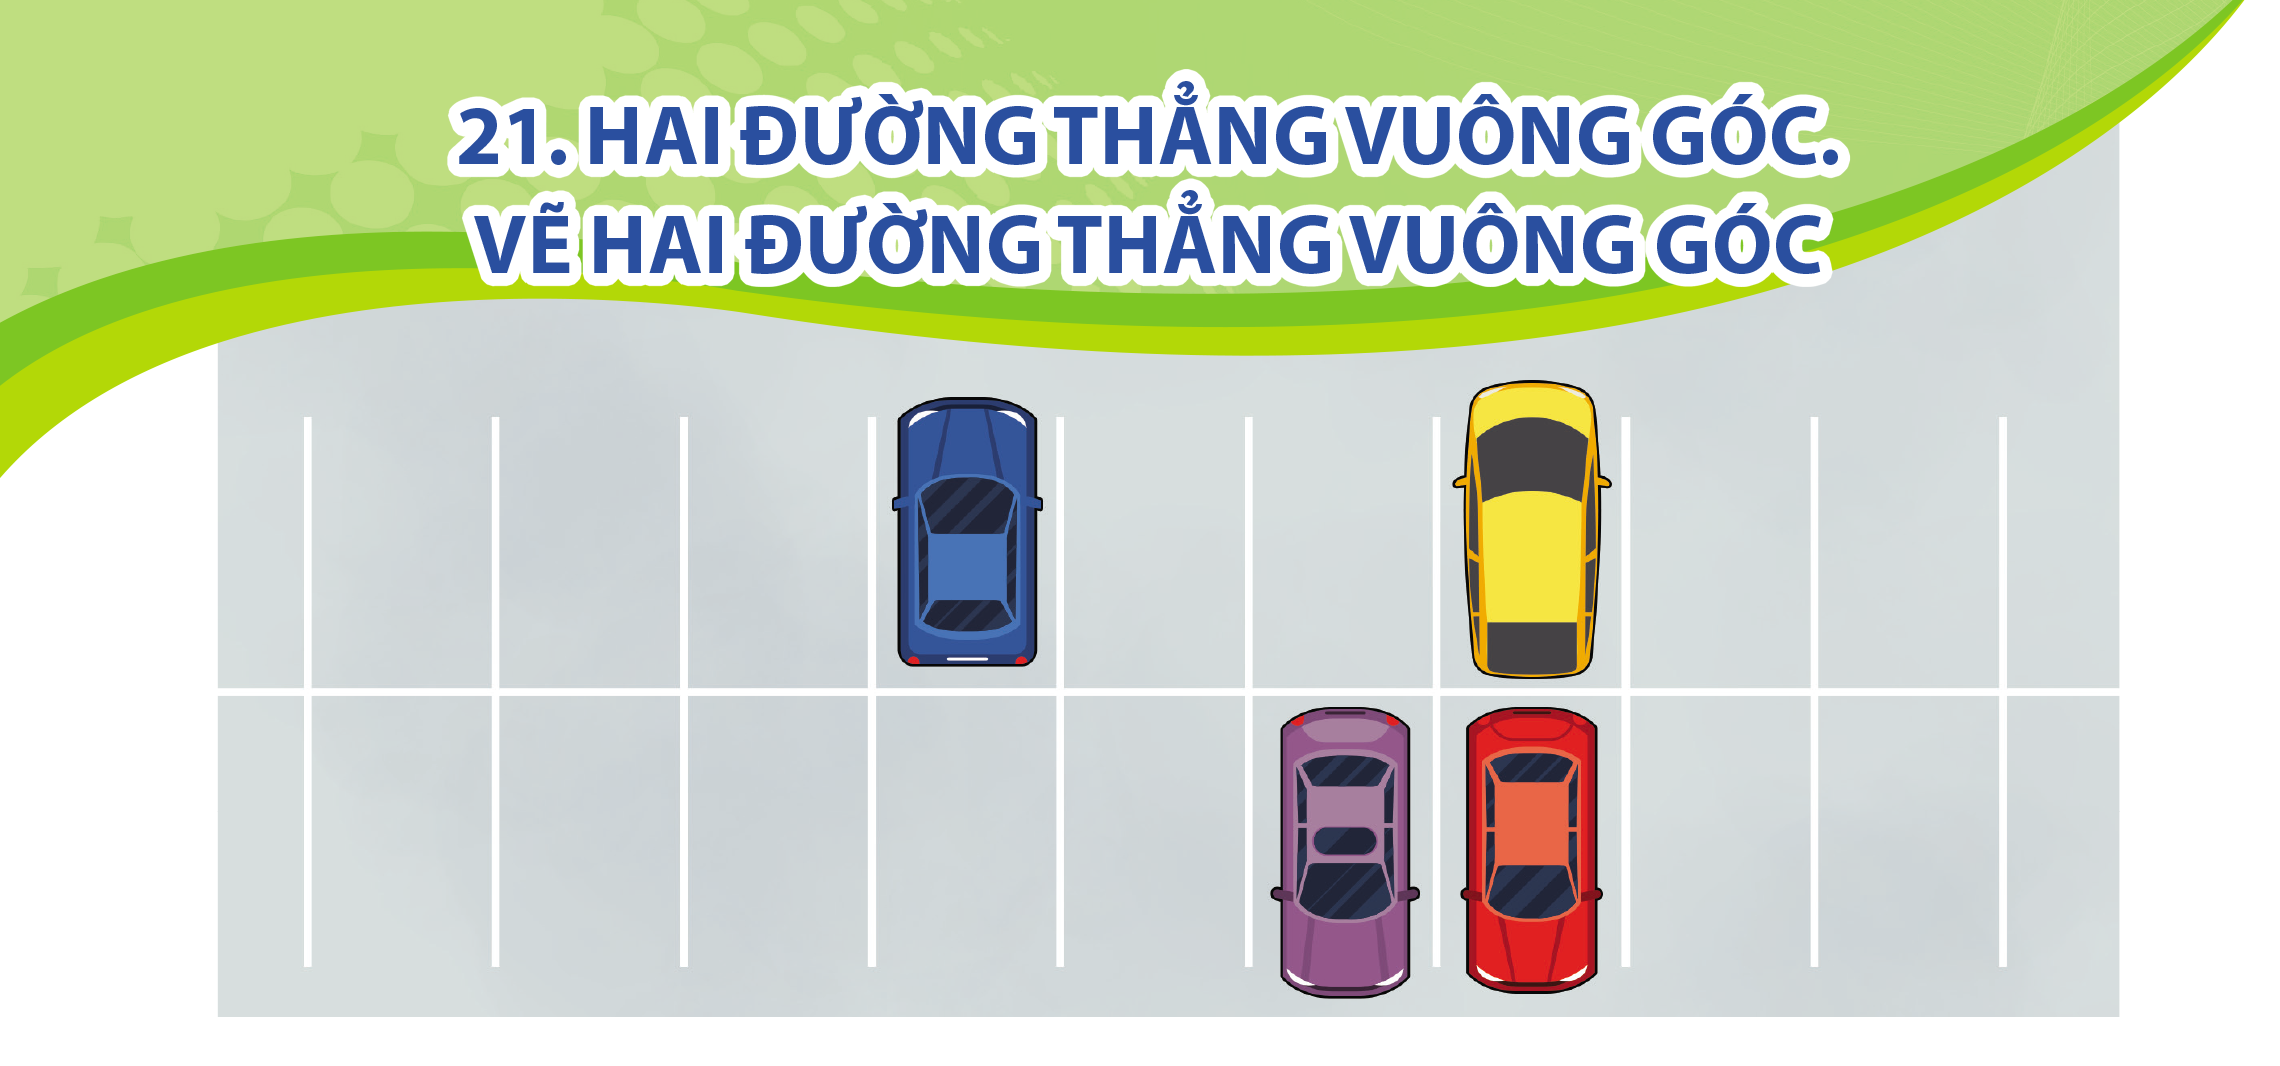 21. HAI ĐƯỜNG THẲNG VUÔNG GÓC.
VẼ HAI ĐƯỜNG THẲNG VUÔNG GÓC